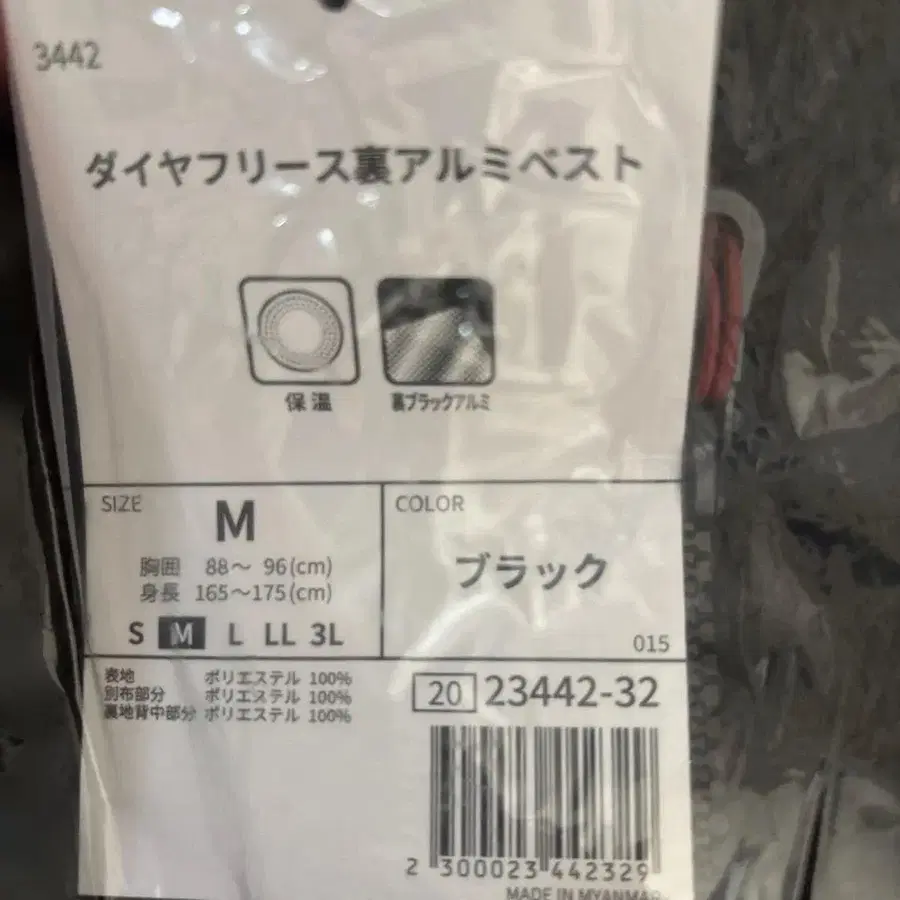 3442
ダイヤフリース裏アルミベスト
保温
裏ブラックアルミ
SIZE
M
胸囲 88～ 96(cm)
身長 165～175(cm)
S M L LL 3L
COLOR
ブラック
015
表地 ポリエステル 100%
別布部分 ポリエステル 100%
裏地背中部分 ポリエステル 100%
20 23442-32
2 300023 442329
MADE IN MYANMAR